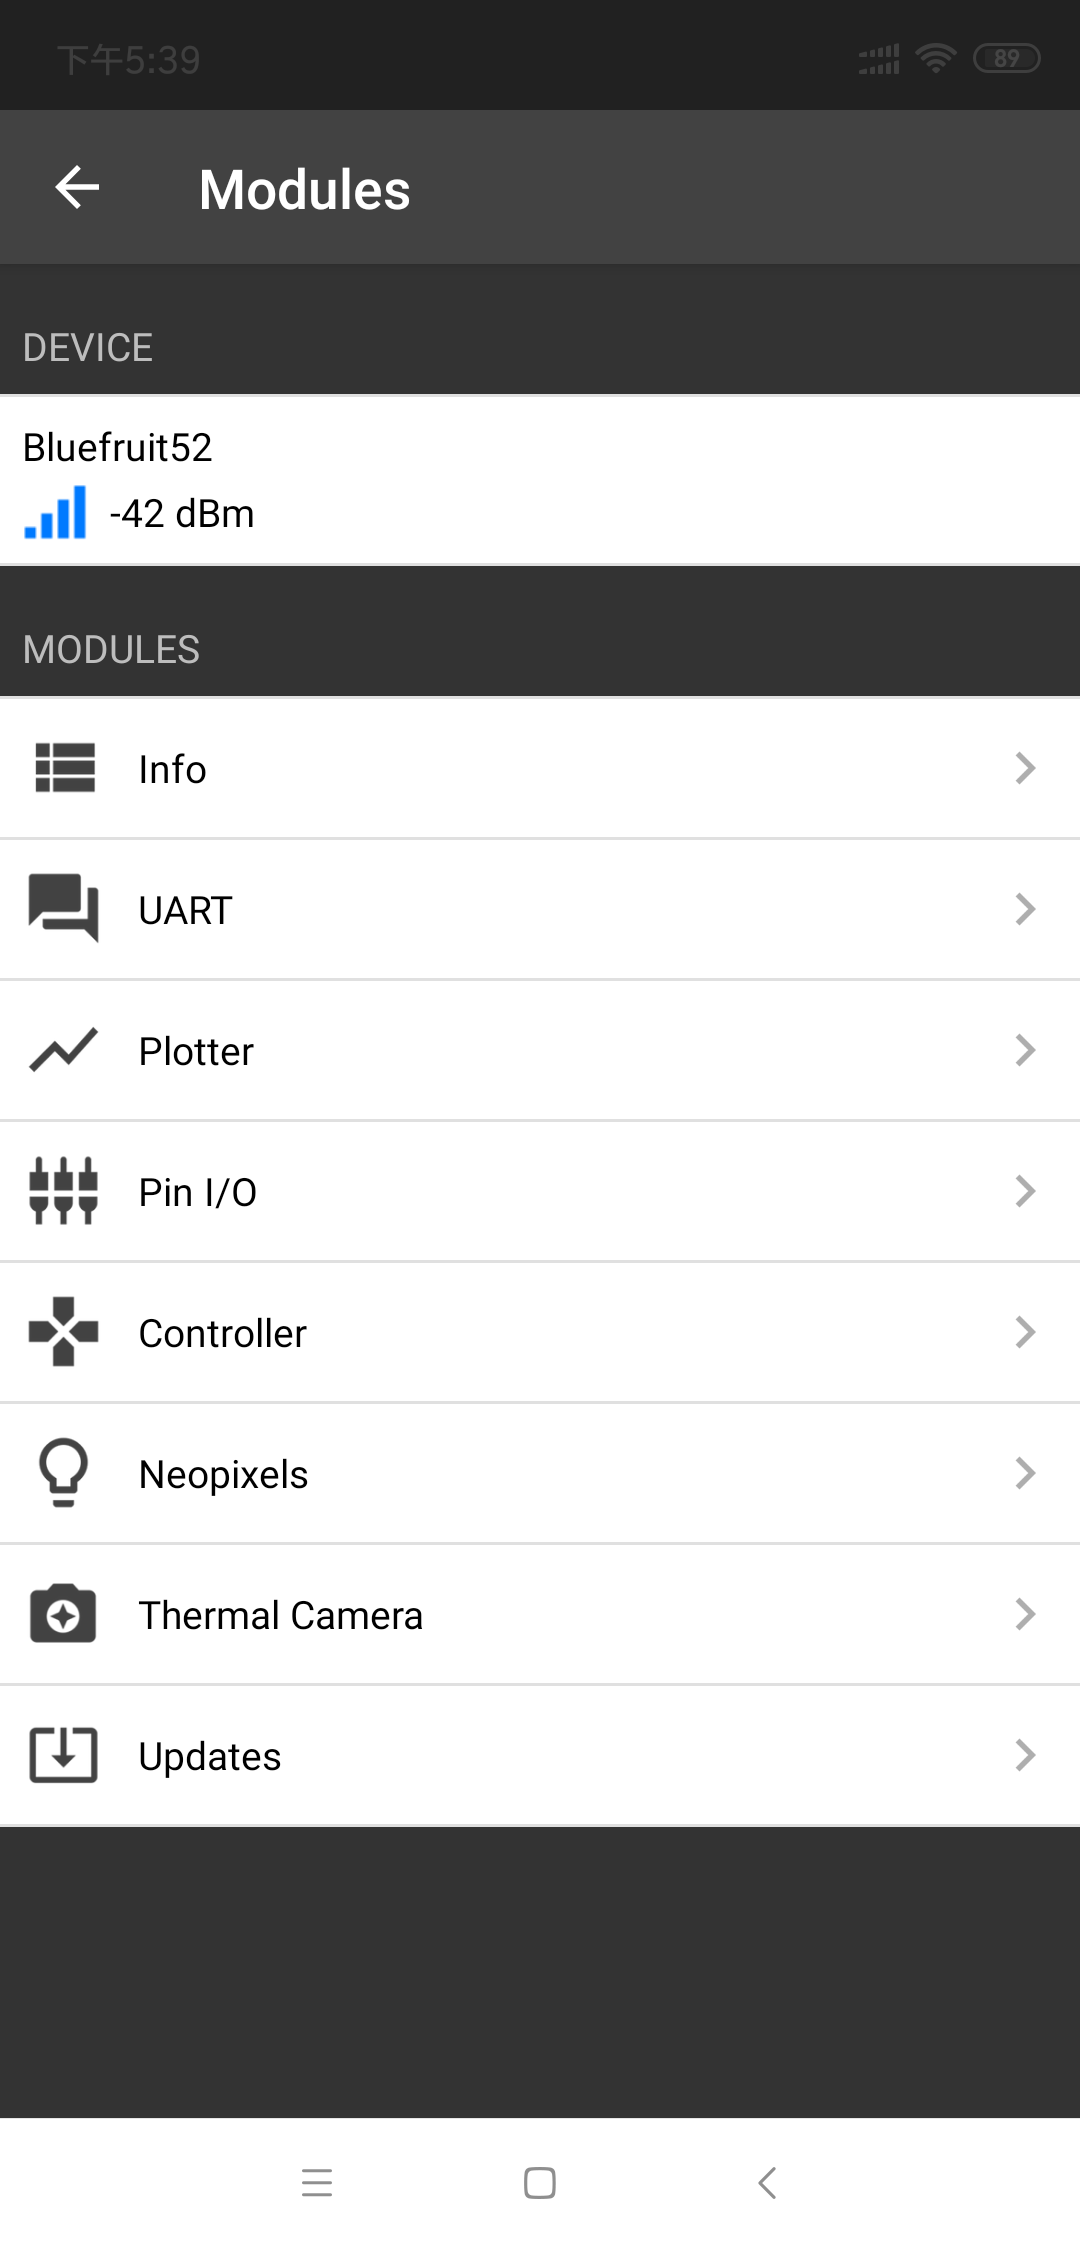 下午5:39
89
Modules
DEVICE
Bluefruit52
-42 dBm
MODULES
Info
UART
Plotter
Pin I/O
Controller
Neopixels
Thermal Camera
Updates